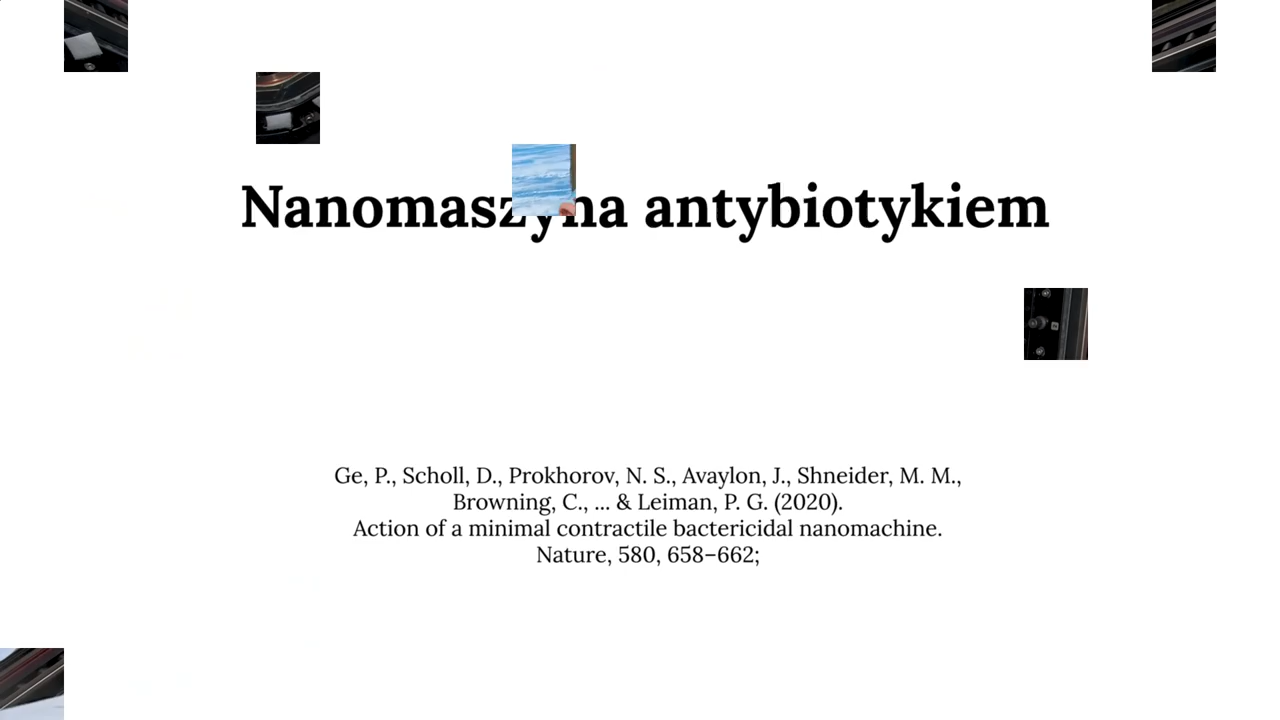 Nanomaszyna antybiotykiem
Ge, P., Scholl, D., Prokhorov, N. S., Avaylon, J., Shneider, M. M.,
Browning, C., ... & Leiman, P. G. (2020).
Action of a minimal contractile bactericidal nanomachine.
Nature, 580, 658–662;